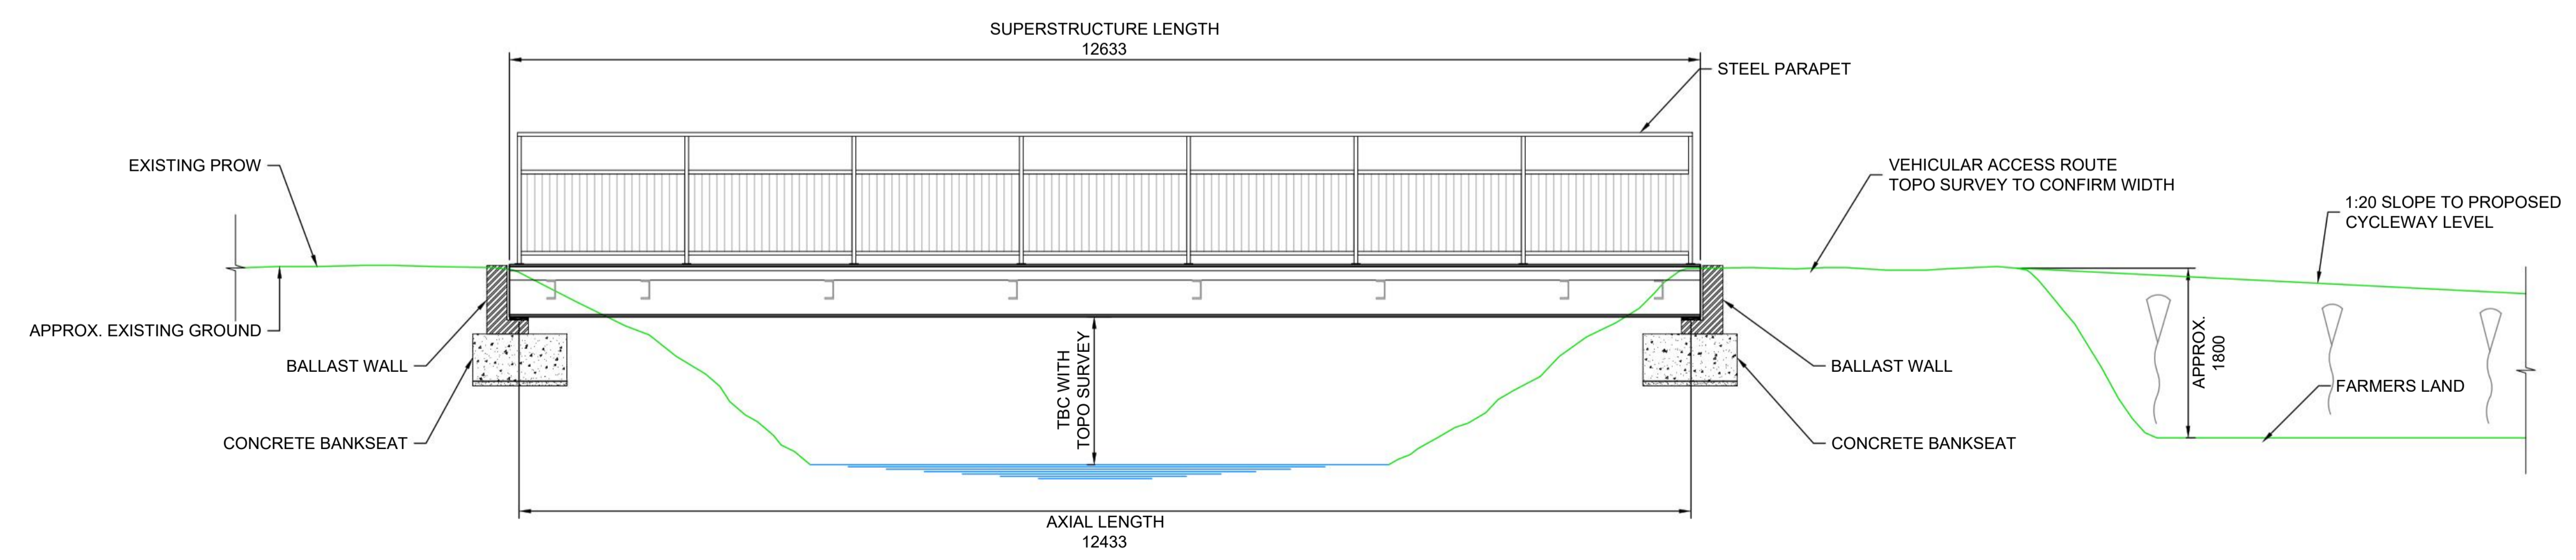 SUPERSTRUCTURE LENGTH
12633
STEEL PARAPET
EXISTING PROW
VEHICULAR ACCESS ROUTE
TOPO SURVEY TO CONFIRM WIDTH
1:20 SLOPE TO PROPOSED
CYCLEWAY LEVEL
APPROX. EXISTING GROUND
BALLAST WALL
CONCRETE BANKSEAT
TBC WITH
TOPO SURVEY
BALLAST WALL
CONCRETE BANKSEAT
APPROX.
1800
FARMERS LAND
AXIAL LENGTH
12433